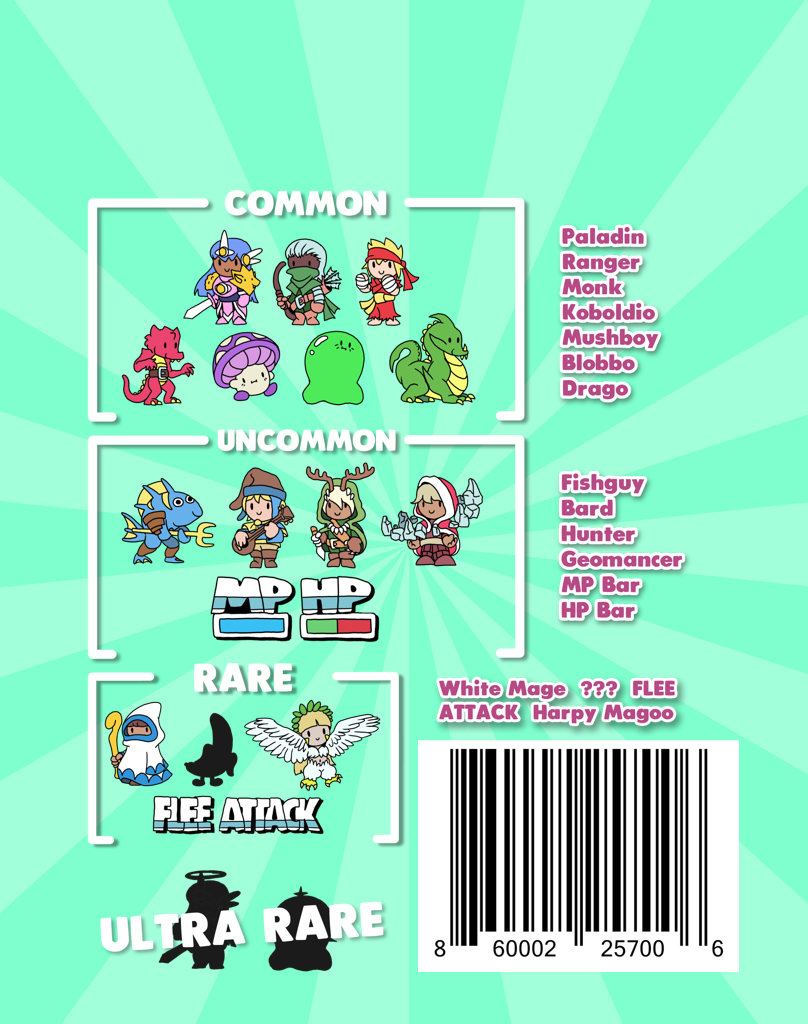 COMMON
Paladin
Ranger
Monk
Koboldio
Mushboy
Blobbo
Drago
UNCOMMON
Fishguy
Bard
Hunter
Geomancer
MP Bar
HP Bar
MP HP
RARE
White Mage ??? FLEE
ATTACK Harpy Magoo
FLEE ATTACK
ULTRA RARE
8 60002 25700 6